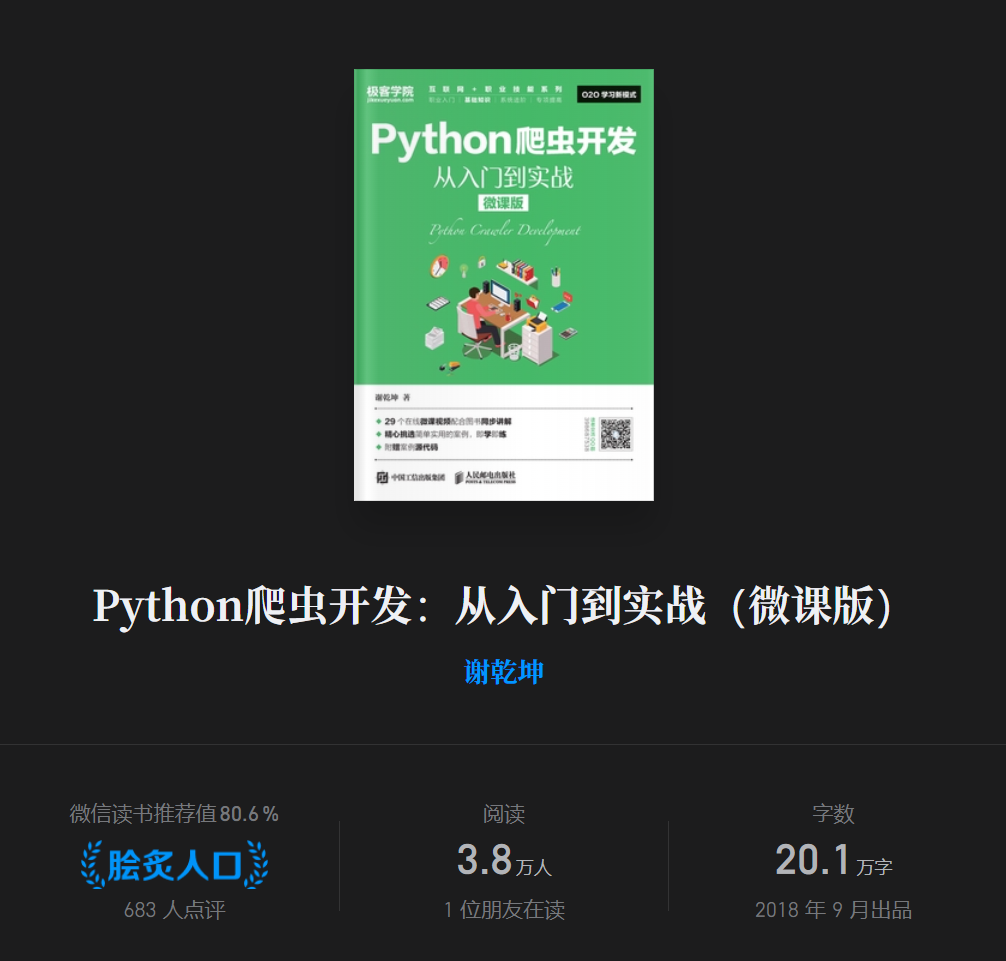 极客学院
jikexueyuan.com
互联网+职业技能系列
职业入门 | 基础知识 | 系统进阶 | 专项提高
O2O 学习新模式
Python爬虫开发
从入门到实战
微课版
Python Crawler Development
谢乾坤 著
29 个在线微课视频配合图书同步讲解
精心挑选简单实用的案例,即学即练
附赠案例源代码
中国工信出版集团
人民邮电出版社
POSTS & TELECOM PRESS
Python爬虫开发:从入门到实战(微课版)
谢乾坤
微信读书推荐值80.6%
脍炙人口
683 人点评
阅读
3.8万人
1 位朋友在读
字数
20.1万字
2018 年 9 月出品